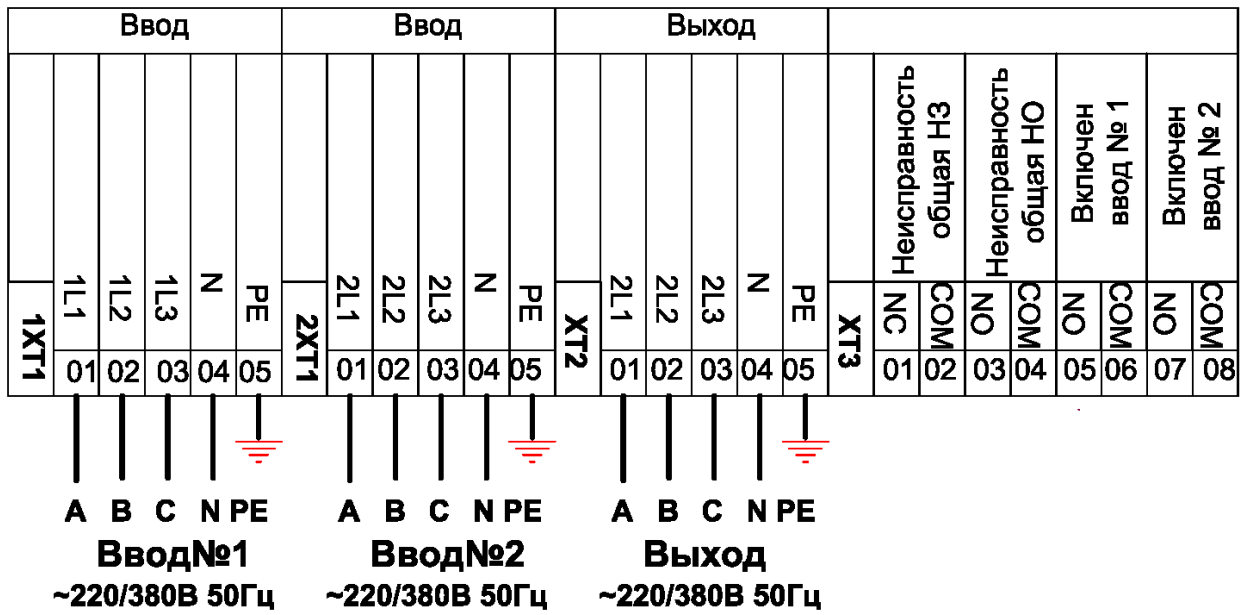 Ввод Ввод Выход
Неисправность
общая НЗ
Неисправность
общая НО
Включен
ввод № 1
Включен
ввод № 2
1XT1 1L1 1L2 1L3 N PE 2XT1 2L1 2L2 2L3 N PE XT2 2L1 2L2 2L3 N PE XT3 NC COM NO COM NO COM NO COM
01 02 03 04 05 01 02 03 04 05 01 02 03 04 05 01 02 03 04 05 06 07 08
A B C N PE A B C N PE A B C N PE
Ввод№1 Ввод№2 Выход
~220/380В 50Гц ~220/380В 50Гц ~220/380В 50Гц